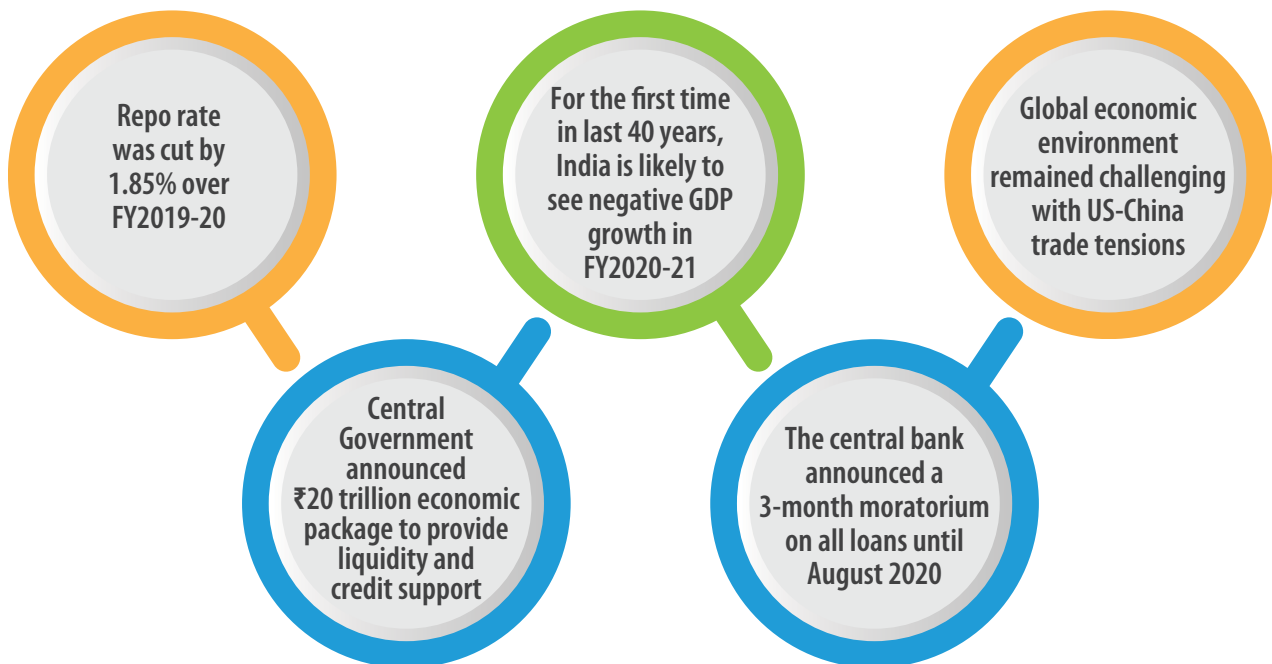 Repo rate
was cut by
1.85% over
FY2019-20
Central
Government
announced
₹20 trillion economic
package to provide
liquidity and
credit support
For the first time
in last 40 years,
India is likely to
see negative GDP
growth in
FY2020-21
The central bank
announced a
3-month moratorium
on all loans until
August 2020
Global economic
environment
remained challenging
with US-China
trade tensions